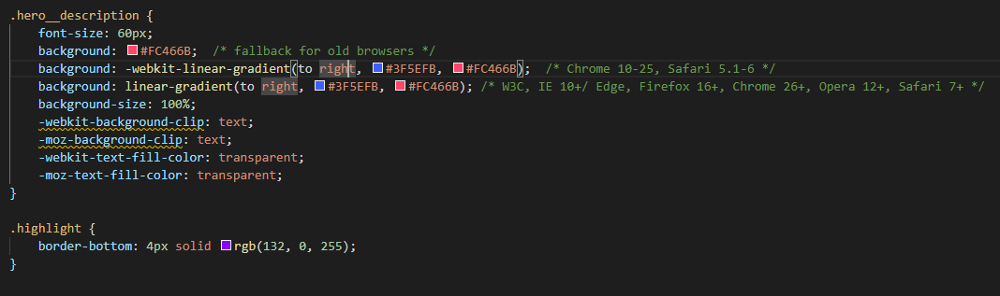 .hero__description {
font-size: 60px;
background: #FC466B;  /* fallback for old browsers */
background: -webkit-linear-gradient(to right, #3F5EFB, #FC466B);  /* Chrome 10-25, Safari 5.1-6 */
background: linear-gradient(to right, #3F5EFB, #FC466B); /* W3C, IE 10+/ Edge, Firefox 16+, Chrome 26+, Opera 12+, Safari 7+ */
background-size: 100%;
-webkit-background-clip: text;
-moz-background-clip: text;
-webkit-text-fill-color: transparent;
-moz-text-fill-color: transparent;
}
.highlight {
border-bottom: 4px solid rgb(132, 0, 255);
}